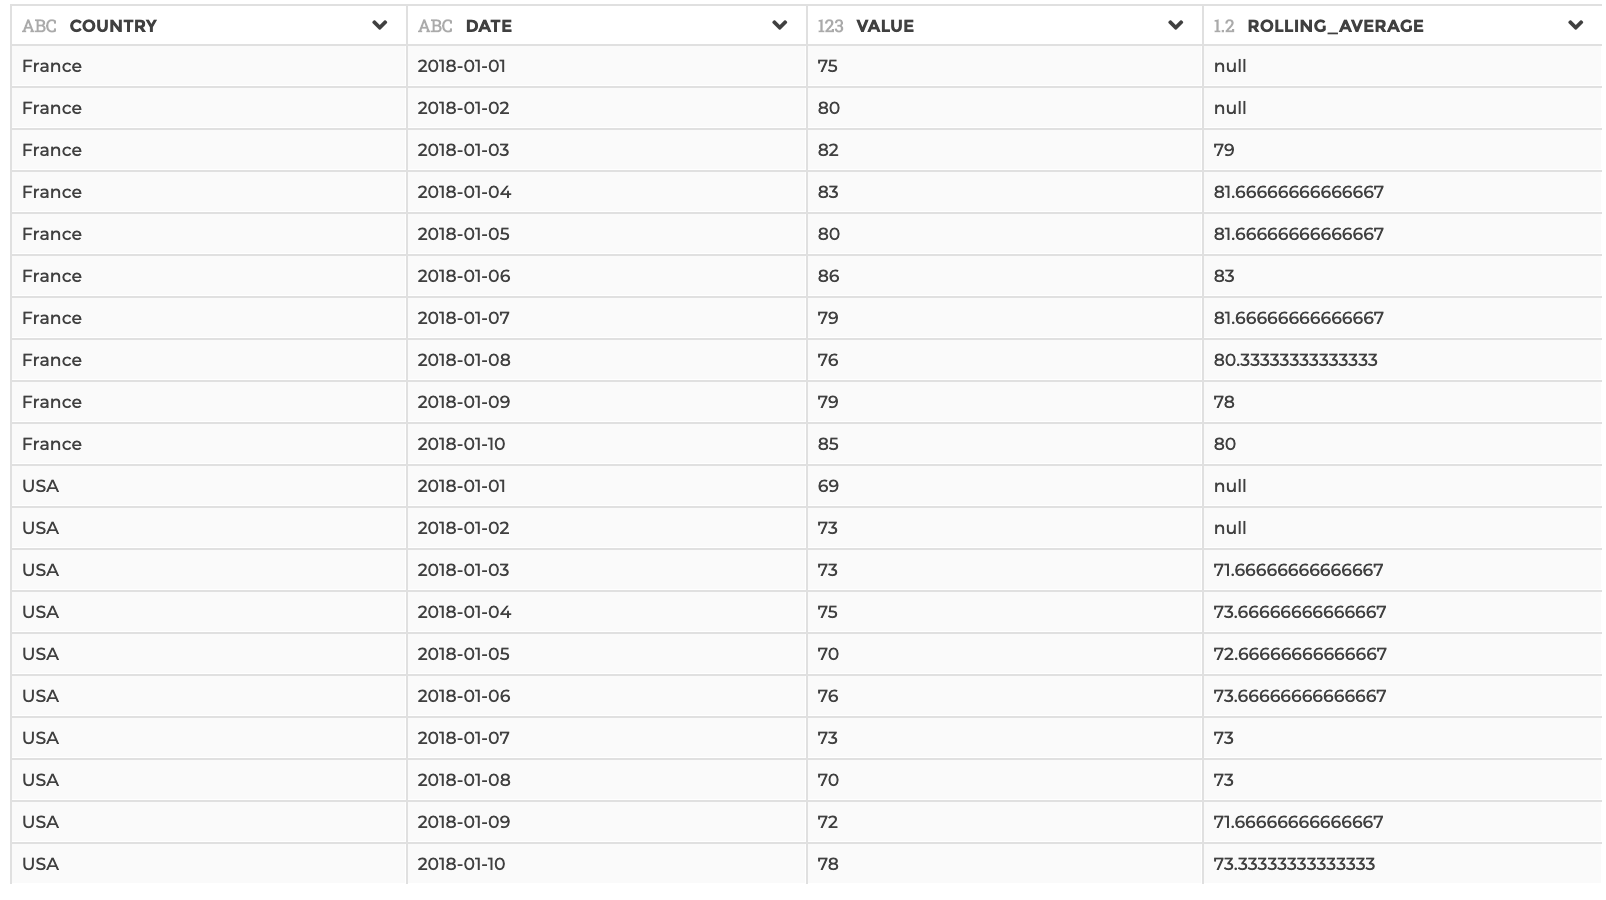 ABC COUNTRY ABC DATE 123 VALUE 1.2 ROLLING_AVERAGE
France 2018-01-01 75 null
France 2018-01-02 80 null
France 2018-01-03 82 79
France 2018-01-04 83 81.66666666666667
France 2018-01-05 80 81.66666666666667
France 2018-01-06 86 83
France 2018-01-07 79 81.66666666666667
France 2018-01-08 76 80.33333333333333
France 2018-01-09 79 78
France 2018-01-10 85 80
USA 2018-01-01 69 null
USA 2018-01-02 73 null
USA 2018-01-03 73 71.66666666666667
USA 2018-01-04 75 73.66666666666667
USA 2018-01-05 70 72.66666666666667
USA 2018-01-06 76 73.66666666666667
USA 2018-01-07 73 73
USA 2018-01-08 70 73
USA 2018-01-09 72 71.66666666666667
USA 2018-01-10 78 73.33333333333333